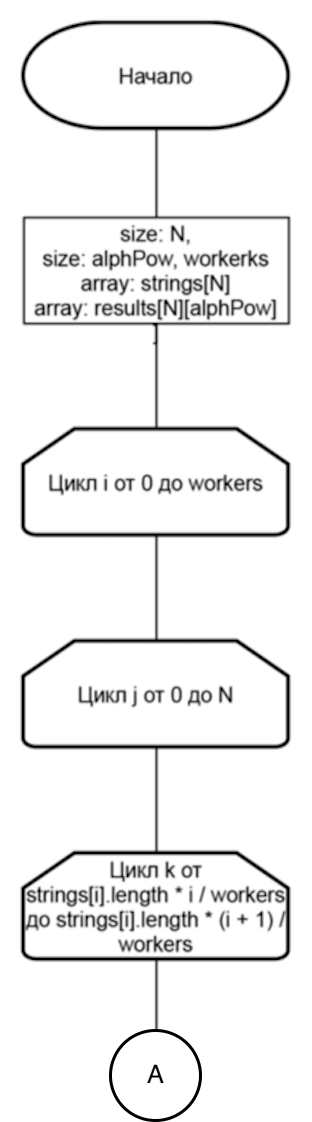 Начало
size: N,
size: alphPow, workerks
array: strings[N]
array: results[N][alphPow]
Цикл i от 0 до workers
Цикл j от 0 до N
Цикл k от
strings[i].length * i / workers
до strings[i].length * (i + 1) /
workers
A